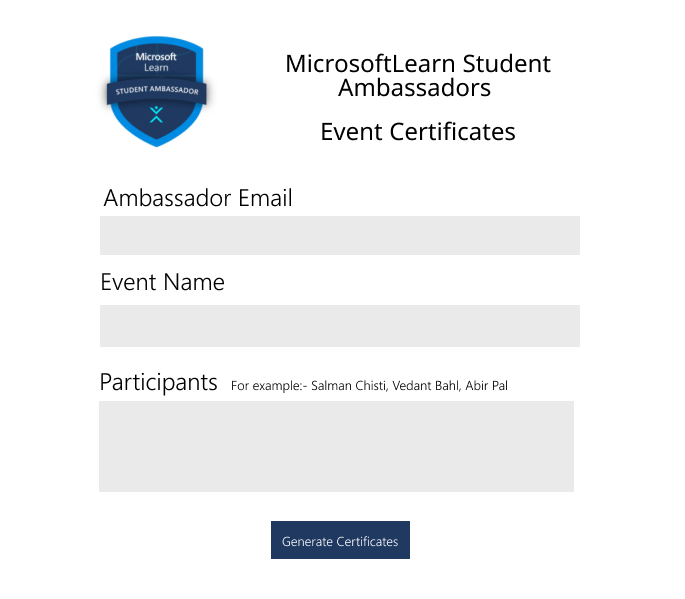 Microsoft
Learn
STUDENT AMBASSADOR
MicrosoftLearn Student
Ambassadors
Event Certificates
Ambassador Email
Event Name
Participants For example:- Salman Chisti, Vedant Bahl, Abir Pal
Generate Certificates